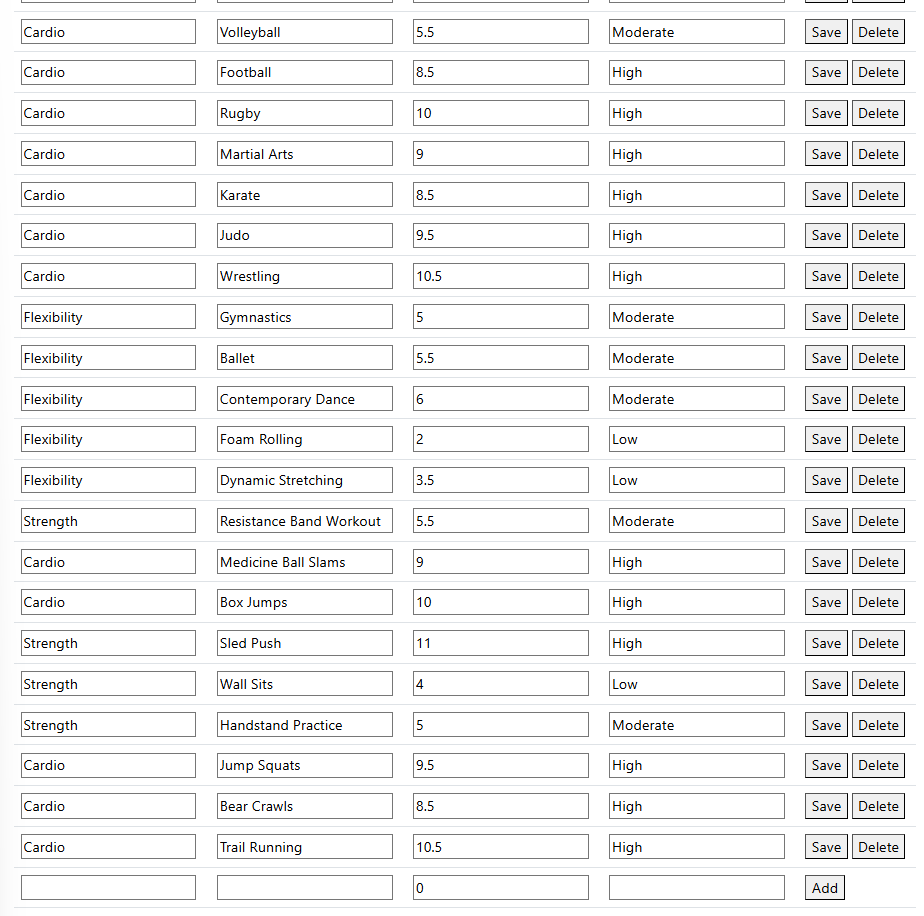 Cardio Volleyball 5.5 Moderate Save Delete
Cardio Football 8.5 High Save Delete
Cardio Rugby 10 High Save Delete
Cardio Martial Arts 9 High Save Delete
Cardio Karate 8.5 High Save Delete
Cardio Judo 9.5 High Save Delete
Cardio Wrestling 10.5 High Save Delete
Flexibility Gymnastics 5 Moderate Save Delete
Flexibility Ballet 5.5 Moderate Save Delete
Flexibility Contemporary Dance 6 Moderate Save Delete
Flexibility Foam Rolling 2 Low Save Delete
Flexibility Dynamic Stretching 3.5 Low Save Delete
Strength Resistance Band Workout 5.5 Moderate Save Delete
Cardio Medicine Ball Slams 9 High Save Delete
Cardio Box Jumps 10 High Save Delete
Strength Sled Push 11 High Save Delete
Strength Wall Sits 4 Low Save Delete
Strength Handstand Practice 5 Moderate Save Delete
Cardio Jump Squats 9.5 High Save Delete
Cardio Bear Crawls 8.5 High Save Delete
Cardio Trail Running 10.5 High Save Delete
0 Add